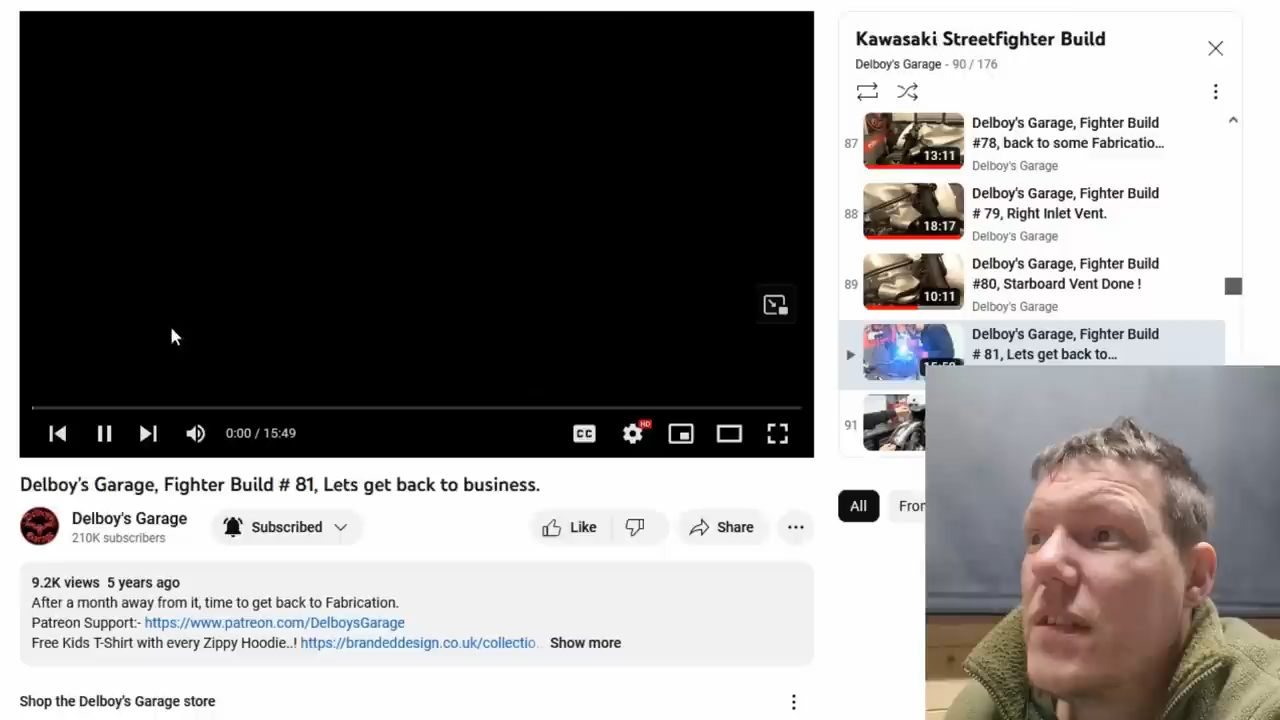 Kawasaki Streetfighter Build
Delboy's Garage - 90 / 176
87
13:11
Delboy's Garage, Fighter Build
#78, back to some Fabricatio...
Delboy's Garage
88
18:17
Delboy's Garage, Fighter Build
# 79, Right Inlet Vent.
Delboy's Garage
89
10:11
Delboy's Garage, Fighter Build
#80, Starboard Vent Done !
Delboy's Garage
Delboy's Garage, Fighter Build
# 81, Lets get back to...
91
0:00 / 15:49
CC
HD
Delboy's Garage, Fighter Build # 81, Lets get back to business.
Delboy's Garage
210K subscribers
Subscribed
Like
Share
All
9.2K views 5 years ago
After a month away from it, time to get back to Fabrication.
Patreon Support:- https://www.patreon.com/DelboysGarage
Free Kids T-Shirt with every Zippy Hoodie..! https://brandeddesign.co.uk/collectio... Show more
Shop the Delboy's Garage store